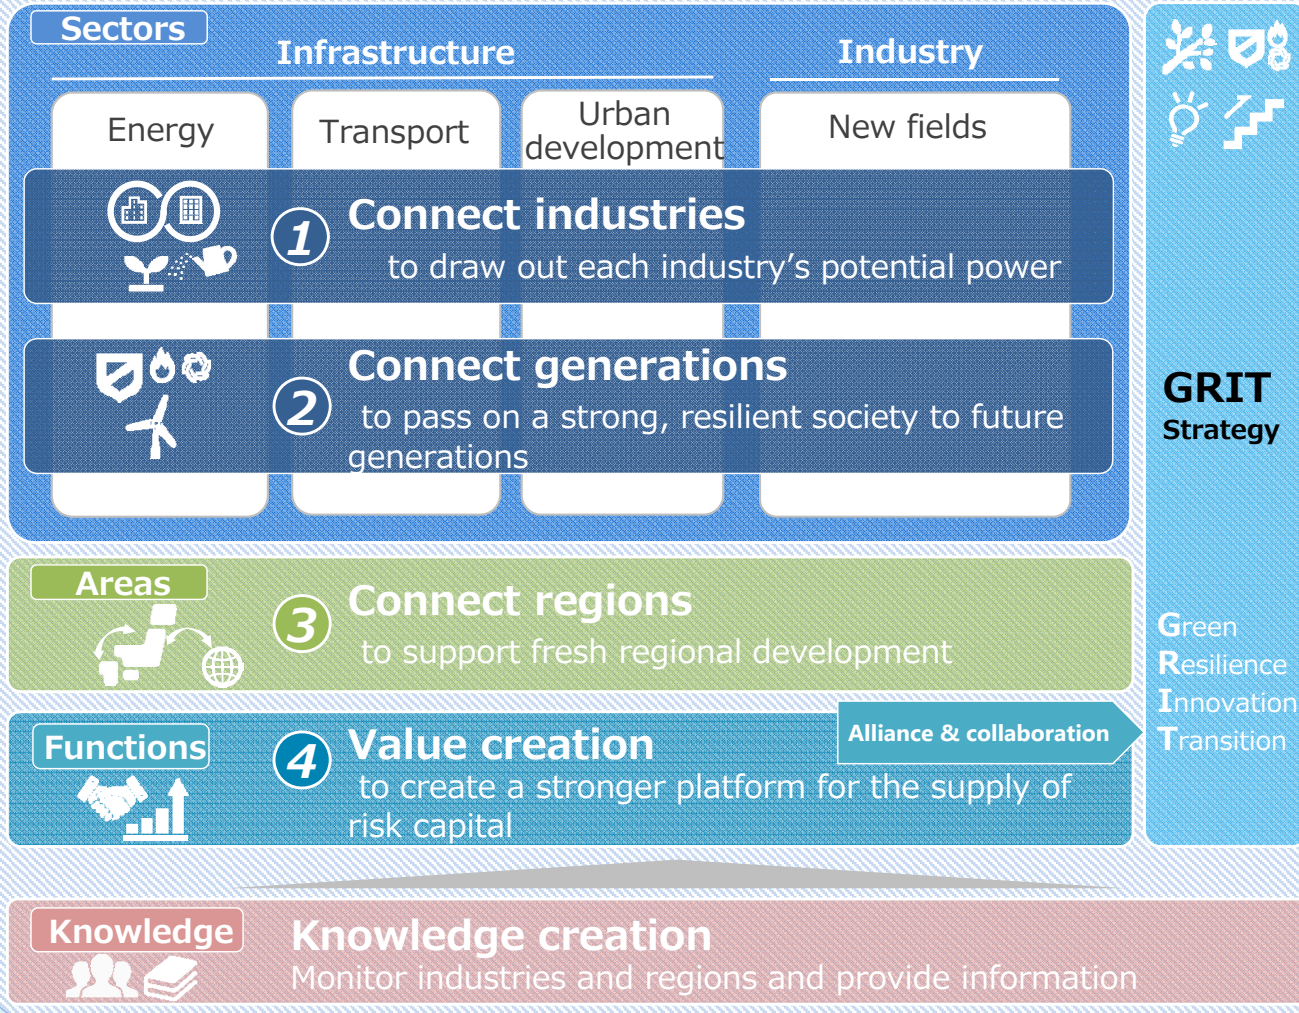 Sectors
Infrastructure
Industry
Energy
Transport
Urban
development
New fields
1
Connect industries
to draw out each industry's potential power
2
Connect generations
to pass on a strong, resilient society to future
generations
Areas
3
Connect regions
to support fresh regional development
Functions
4
Value creation
to create a stronger platform for the supply of
risk capital
Alliance & collaboration
GRIT
Strategy
Green
Resilience
Innovation
Transition
Knowledge
Knowledge creation
Monitor industries and regions and provide information